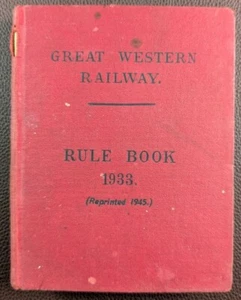 GREAT WESTERN
RAILWAY.
RULE BOOK
1933.
(Reprinted 1945.)